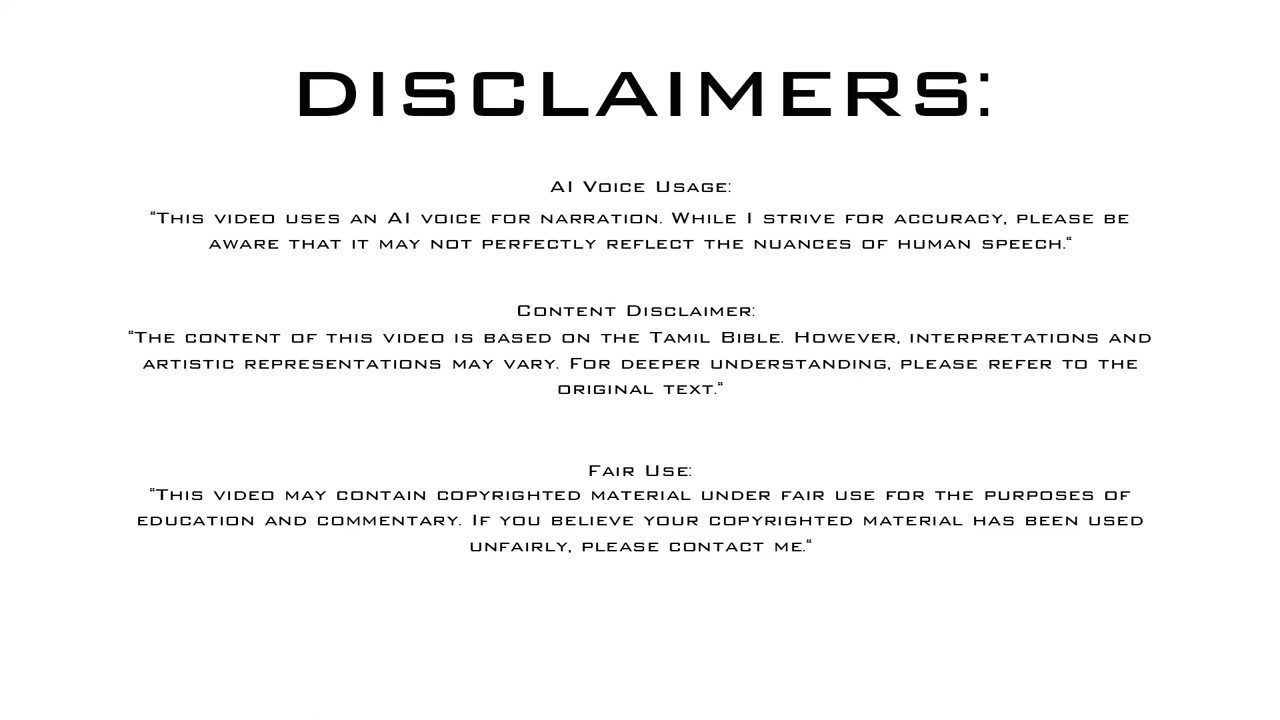 DISCLAIMERS:
AI Voice Usage:
“This video uses an AI voice for narration. While I strive for accuracy, please be
aware that it may not perfectly reflect the nuances of human speech.“
Content Disclaimer:
“The content of this video is based on the Tamil Bible. However, interpretations and
artistic representations may vary. For deeper understanding, please refer to the
original text.“
Fair Use:
“This video may contain copyrighted material under fair use for the purposes of
education and commentary. If you believe your copyrighted material has been used
unfairly, please contact me.“